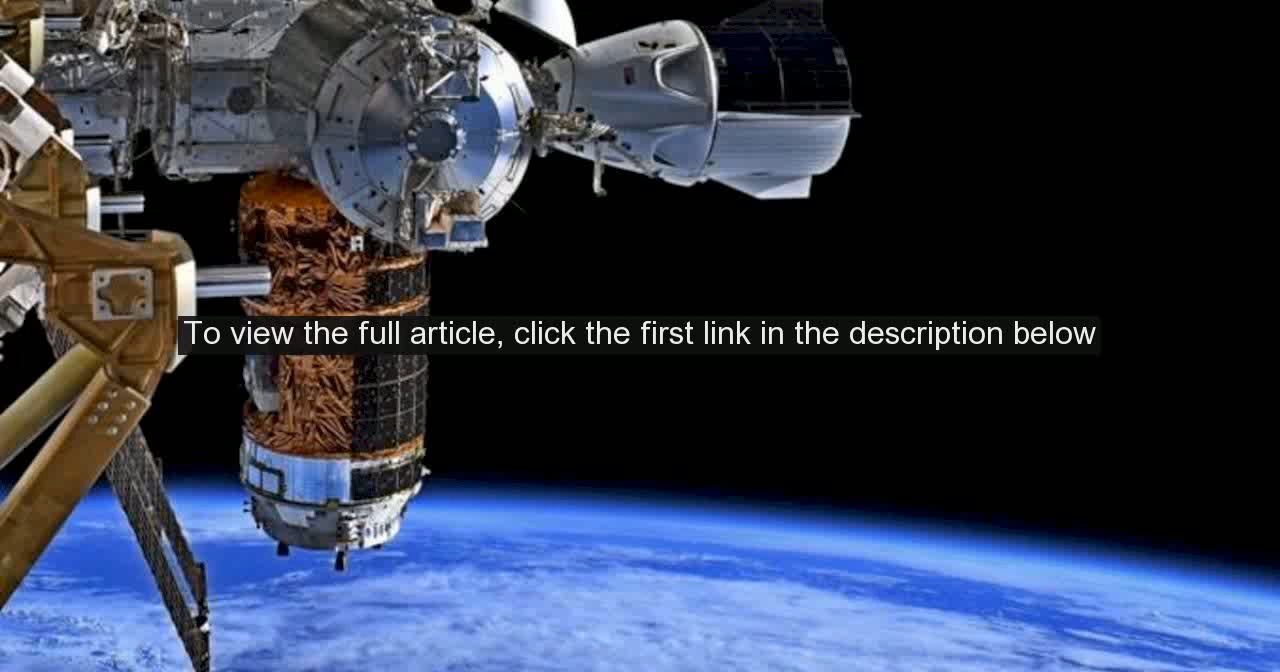 To view the full article, click the first link in the description below